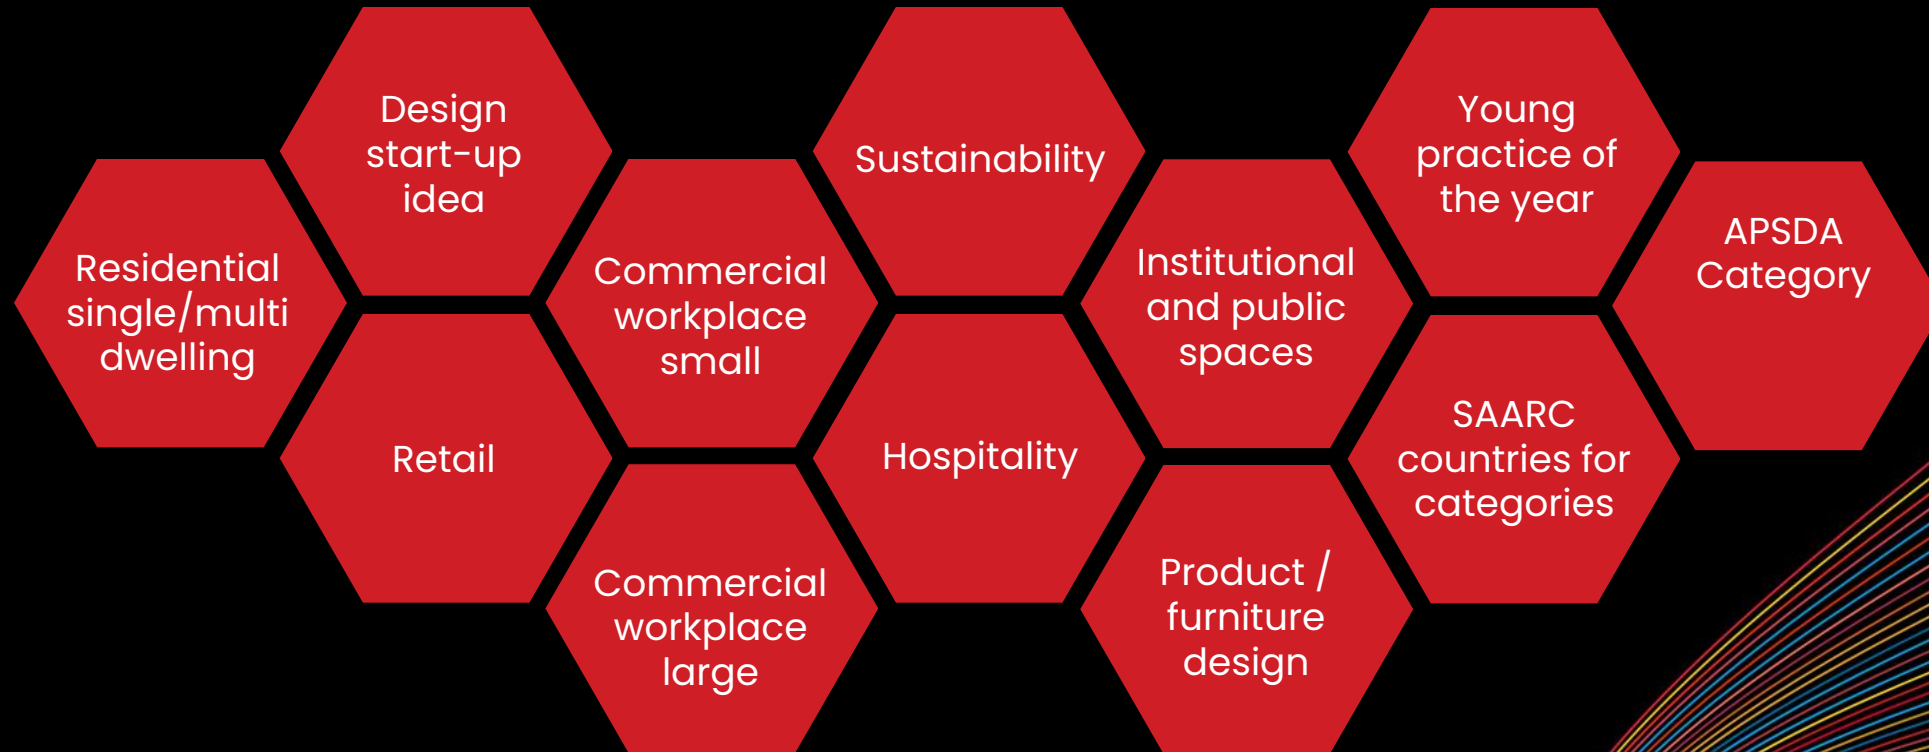 Residential
single/multi
dwelling
Design
start-up
idea
Retail
Commercial
workplace
small
Commercial
workplace
large
Sustainability
Hospitality
Institutional
and public
spaces
Product /
furniture
design
Young
practice of
the year
SAARC
countries for
categories
APSDA
Category